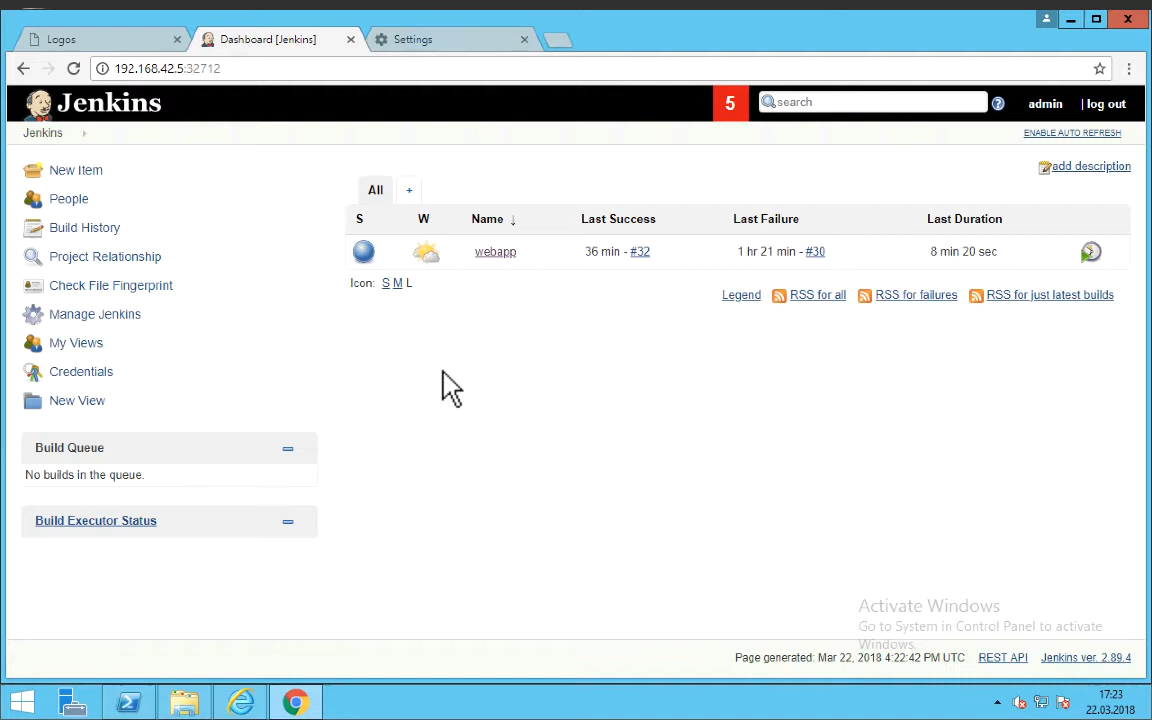 Logos
Dashboard [Jenkins]
Settings
192.168.42.5:32712
Jenkins
5
search
admin
| log out
Jenkins
ENABLE AUTO REFRESH
New Item
People
Build History
Project Relationship
Check File Fingerprint
Manage Jenkins
My Views
Credentials
New View
Build Queue
No builds in the queue.
Build Executor Status
add description
All
+
S W Name ↓ Last Success Last Failure Last Duration
webapp 36 min - #32 1 hr 21 min - #30 8 min 20 sec
Icon: S M L
Legend RSS for all RSS for failures RSS for just latest builds
Activate Windows
Go to System in Control Panel to activate
Windows.
Page generated: Mar 22, 2018 4:22:42 PM UTC REST API Jenkins ver. 2.89.4
17:23
22.03.2018